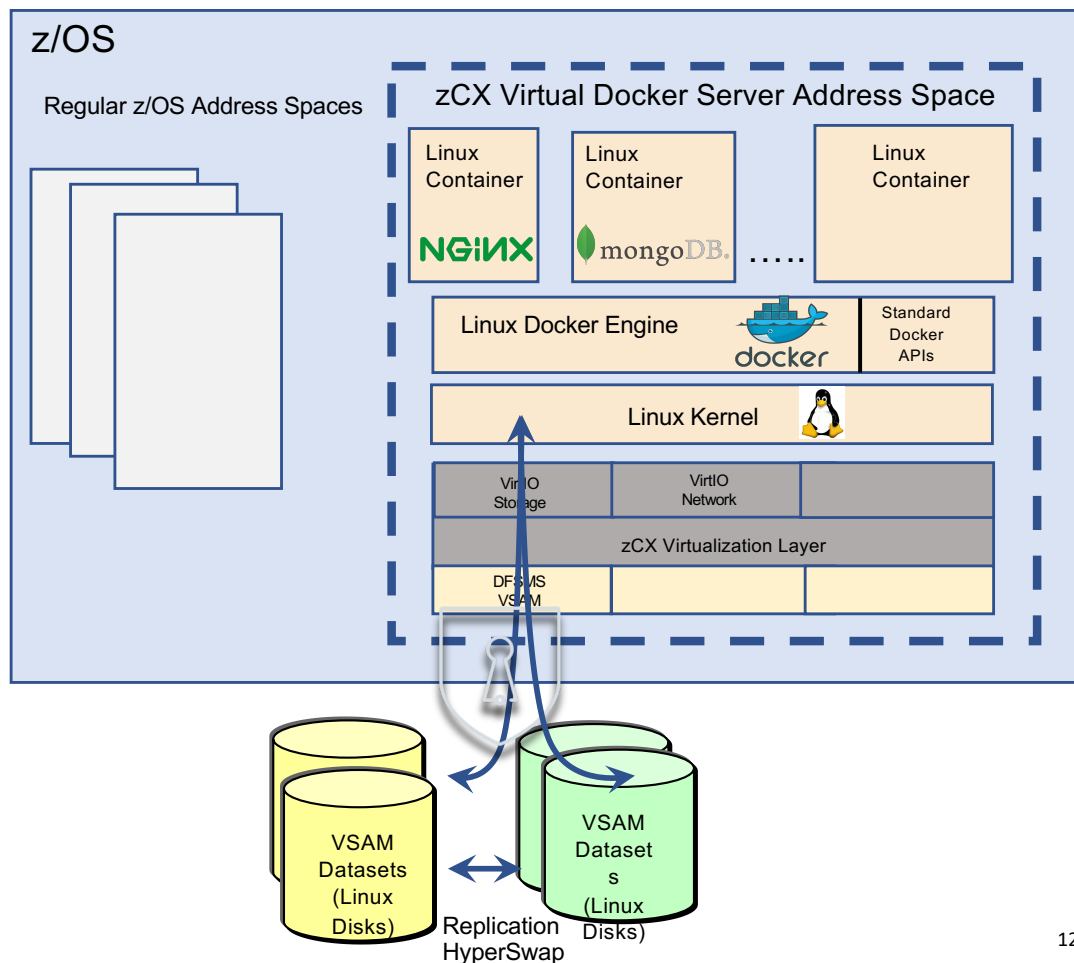 z/OS
Regular z/OS Address Spaces
zCX Virtual Docker Server Address Space
Linux
Container
NGiNX
Linux
Container
mongoDB.
.....
Linux
Container
Linux Docker Engine
docker
Standard
Docker
APIs
Linux Kernel
VirtIO
Storage
VirtIO
Network
zCX Virtualization Layer
DFSMS
VSAM
VSAM
Datasets
(Linux
Disks)
Replication
HyperSwap
VSAM
Dataset
s
(Linux
Disks)
12